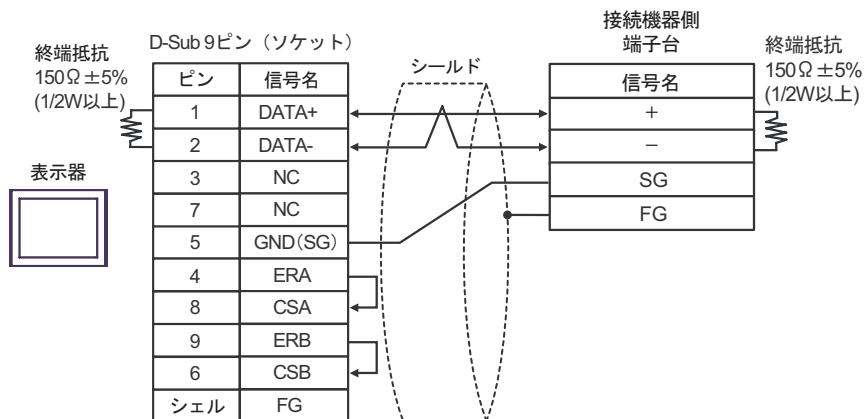 接続機器側
端子台
D-Sub 9ピン（ソケット）
終端抵抗
150Ω±5%
(1/2W以上)
シールド
終端抵抗
150Ω±5%
(1/2W以上)
表示器
ピン 信号名
1 DATA+
2 DATA-
3 NC
7 NC
5 GND(SG)
4 ERA
8 CSA
9 ERB
6 CSB
シェル FG
信号名
+
−
SG
FG